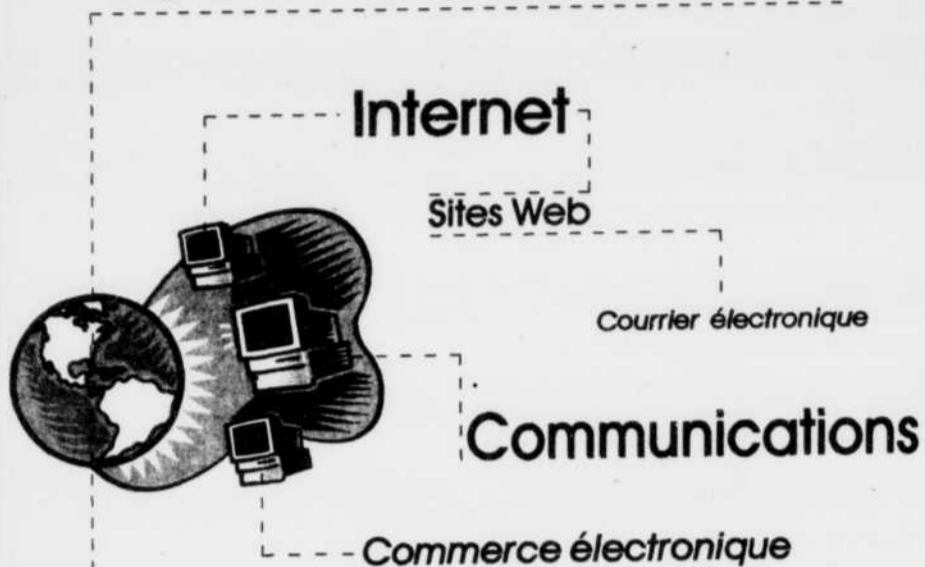 Internet
Sites Web
Courrier électronique
Communications
Commerce électronique